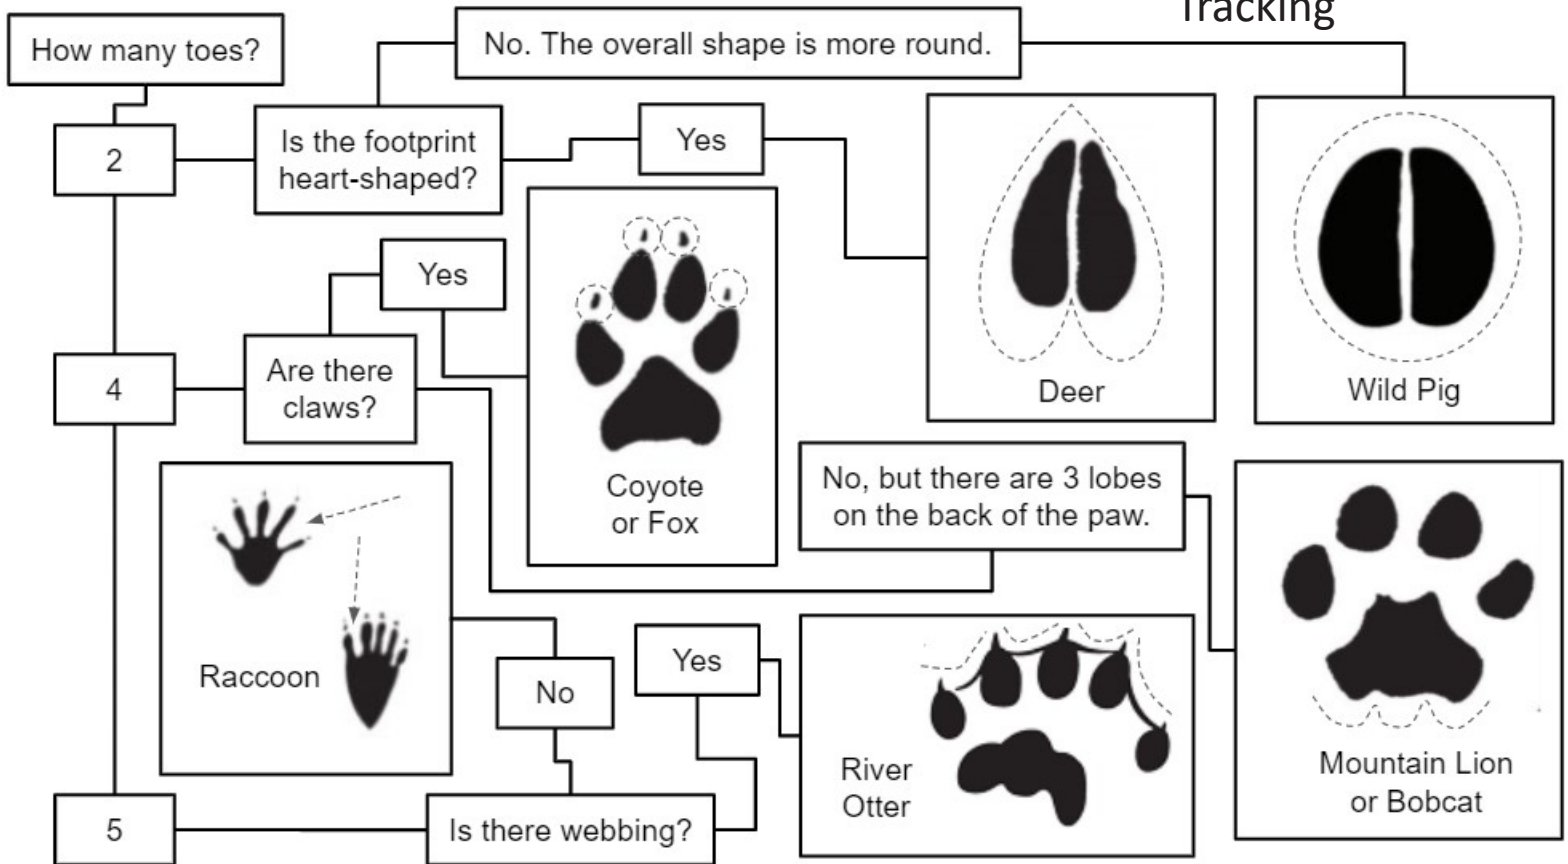 Tracking
How many toes?
No. The overall shape is more round.
2
Is the footprint
heart-shaped?
Yes
Deer
Wild Pig
Yes
4
Are there
claws?
Coyote
or Fox
No, but there are 3 lobes
on the back of the paw.
Mountain Lion
or Bobcat
Raccoon
No
Yes
River
Otter
5
Is there webbing?